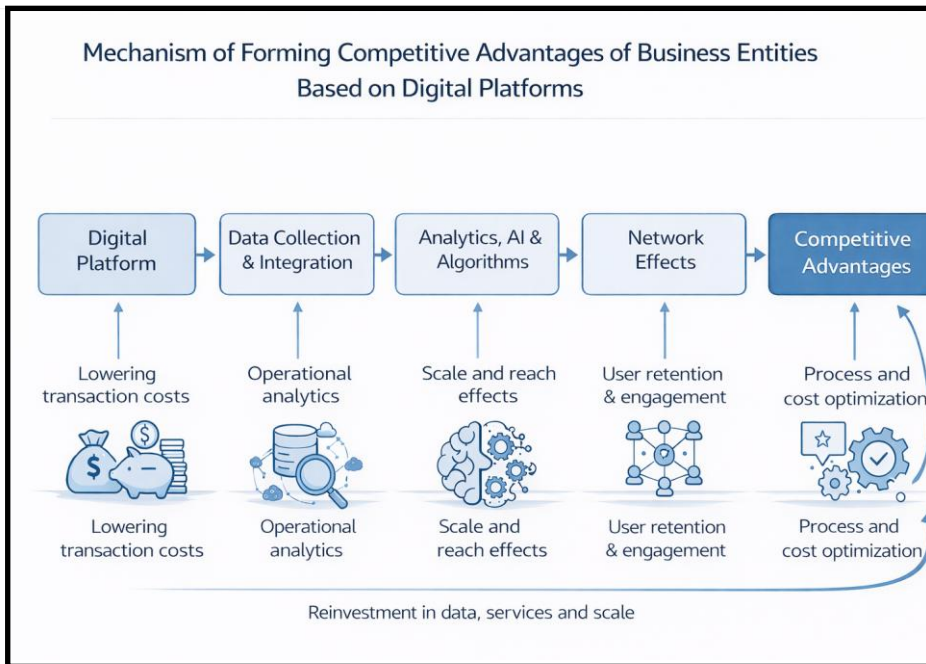 Mechanism of Forming Competitive Advantages of Business Entities
Based on Digital Platforms
Digital
Platform
Data Collection
& Integration
Analytics, AI &
Algorithms
Network
Effects
Competitive
Advantages
Lowering
transaction costs
Operational
analytics
Scale and reach
effects
User retention
& engagement
Process and
cost optimization
$
$
Lowering
transaction costs
Operational
analytics
Scale and
reach effects
User retention
& engagement
Process and
cost optimization
Reinvestment in data, services and scale